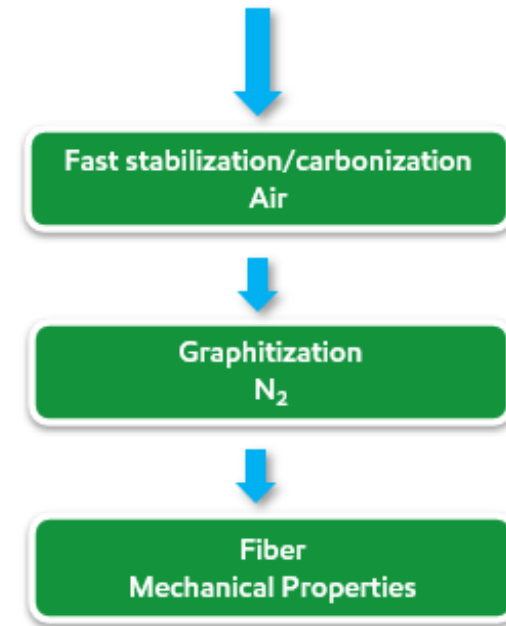 Fast stabilization/carbonization
Air
Graphitization
N₂
Fiber
Mechanical Properties